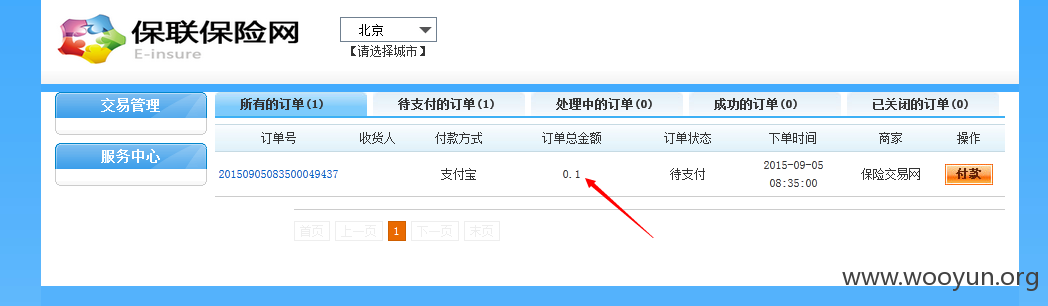 保联保险网
E-insure
北京
【请选择城市】
交易管理
服务中心
所有的订单(1) 待支付的订单(1) 处理中的订单(0) 成功的订单(0) 已关闭的订单(0)
订单号 收货人 付款方式 订单总金额 订单状态 下单时间 商家 操作
20150905083500049437 支付宝 0.1 待支付 2015-09-05 08:35:00 保险交易网 付款
首页 上一页 1 下一页 末页
www.wooyun.org